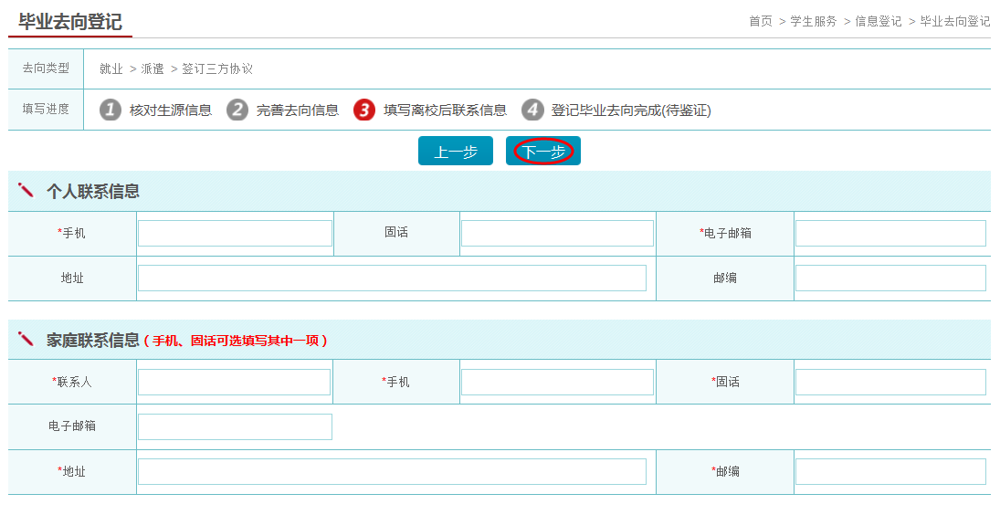 毕业去向登记
首页 > 学生服务 > 信息登记 > 毕业去向登记
去向类型 就业 > 派遣 > 签订三方协议
填写进度 1 核对生源信息 2 完善去向信息 3 填写离校后联系信息 4 登记毕业去向完成(待鉴证)
上一步 下一步
个人联系信息
*手机 固话 *电子邮箱
地址 邮编
家庭联系信息(手机、固话可选填写其中一项)
*联系人 *手机 *固话
电子邮箱
*地址 *邮编